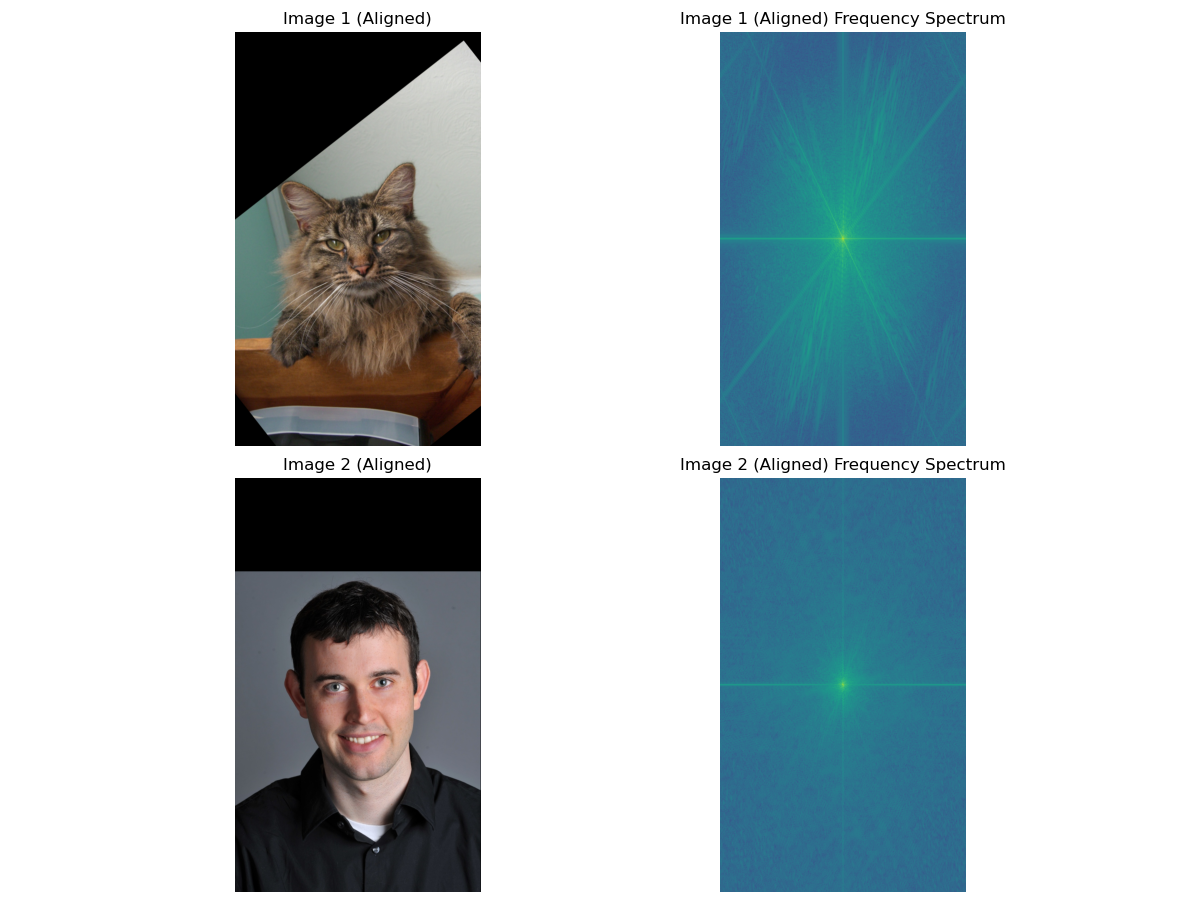 Image 1 (Aligned)
Image 1 (Aligned) Frequency Spectrum
Image 2 (Aligned)
Image 2 (Aligned) Frequency Spectrum